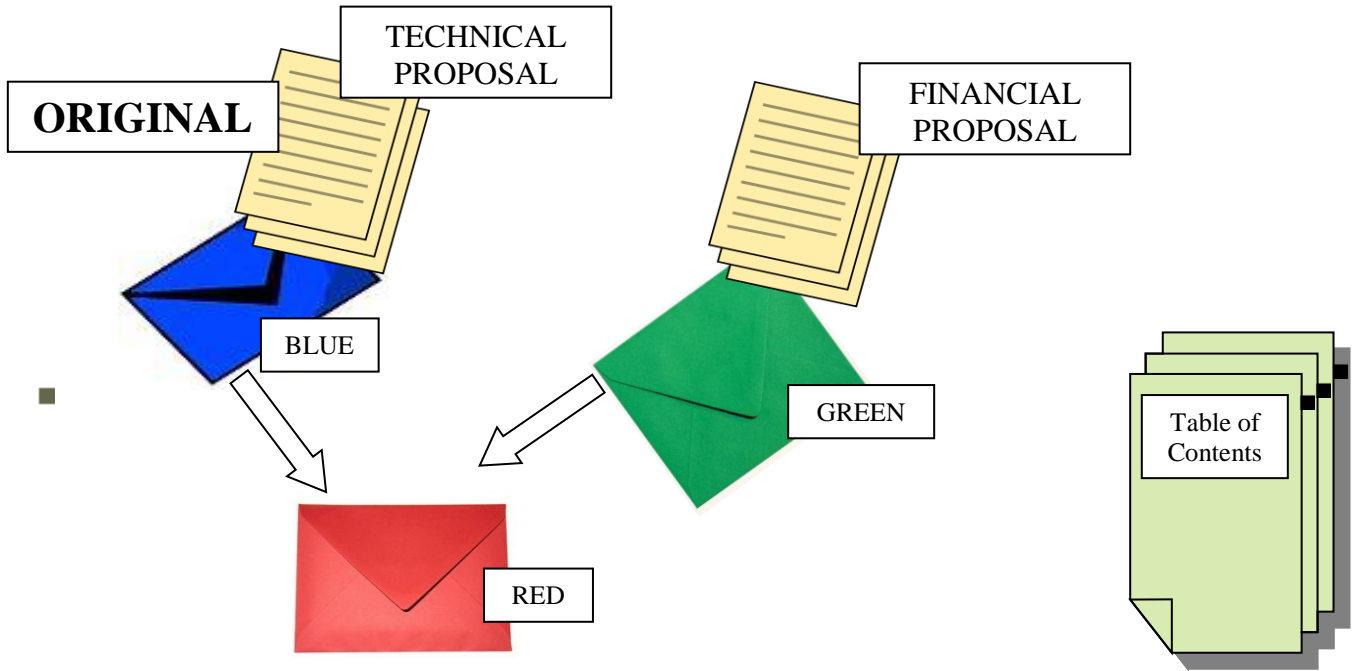 TECHNICAL
PROPOSAL
ORIGINAL
FINANCIAL
PROPOSAL
BLUE
GREEN
Table of
Contents
RED